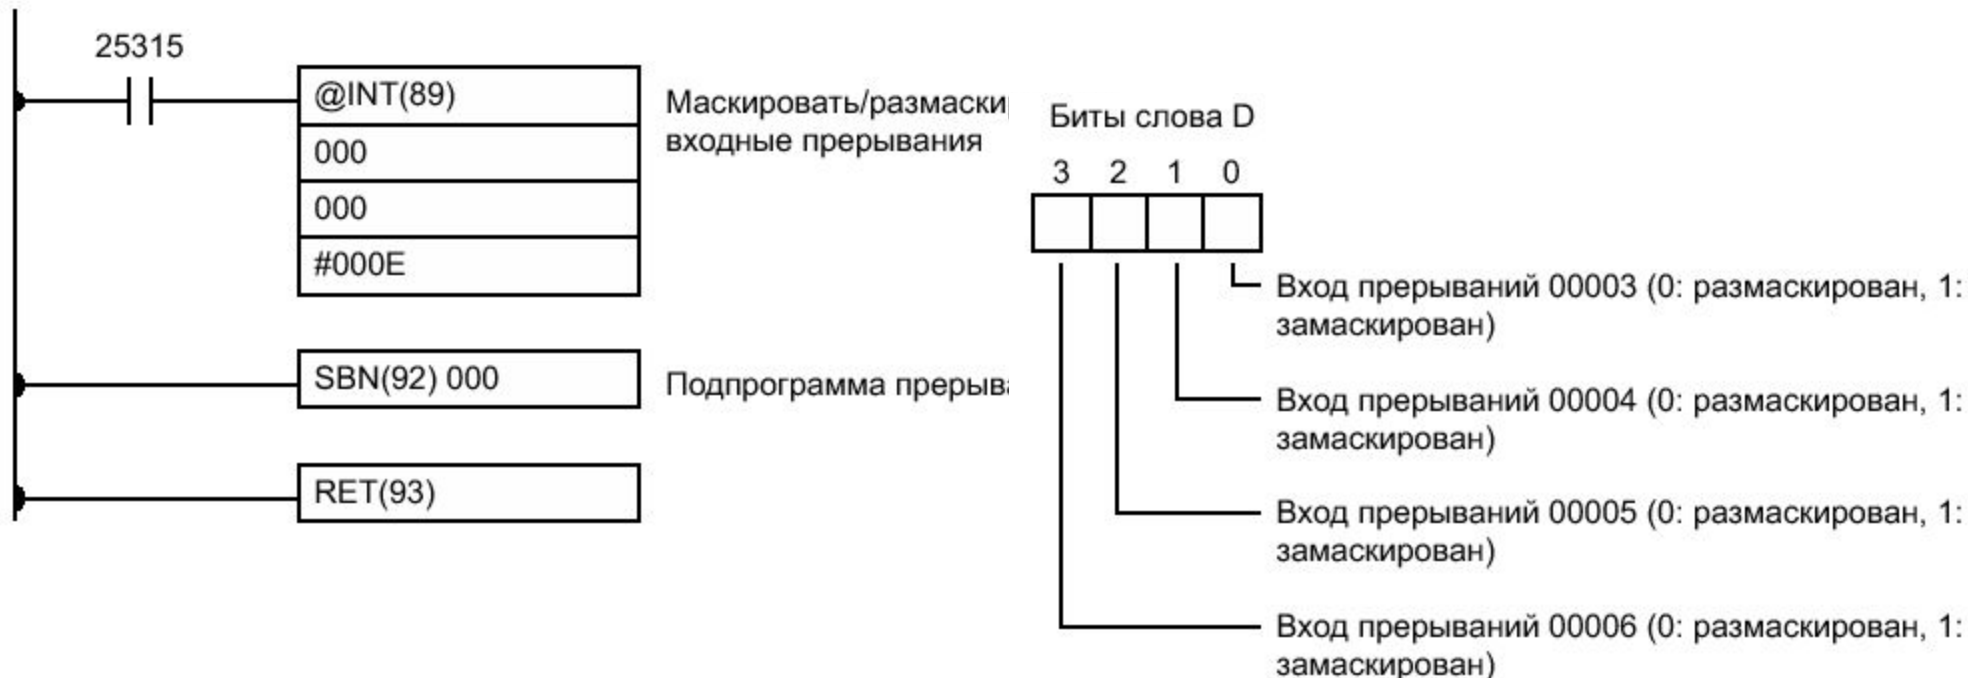 25315
@INT(89)
000
000
#000E
Маскировать/размаски
входные прерывания
SBN(92) 000
Подпрограмма прерыв
RET(93)
Биты слова D
3 2 1 0
Вход прерываний 00003 (0: размаскирован, 1:
замаскирован)
Вход прерываний 00004 (0: размаскирован, 1:
замаскирован)
Вход прерываний 00005 (0: размаскирован, 1:
замаскирован)
Вход прерываний 00006 (0: размаскирован, 1:
замаскирован)